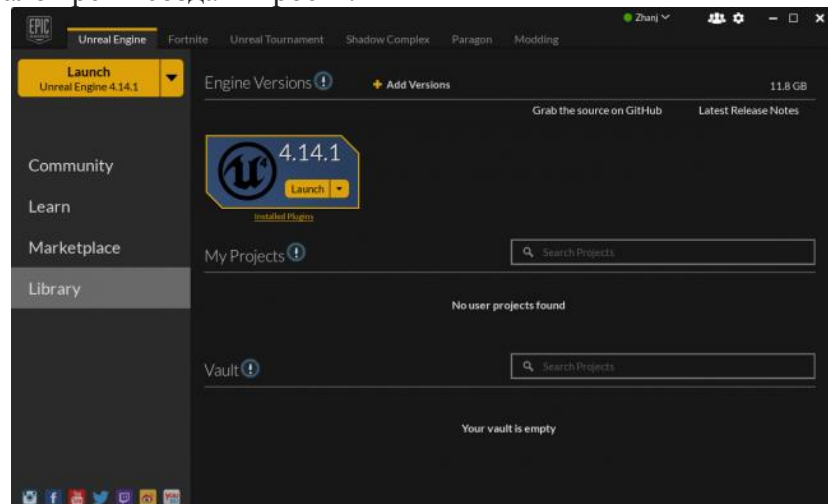 EPIC
Zhanj
Unreal Engine Fortnite Unreal Tournament Shadow Complex Paragon Modding
Launch
Unreal Engine 4.14.1
Engine Versions
+ Add Versions
11.8 GB
Grab the source on GitHub Latest Release Notes
4.14.1
Launch
Installed Plugins
Community
Learn
Marketplace
Library
My Projects
Search Projects
No user projects found
Vault
Search Projects
Your vault is empty